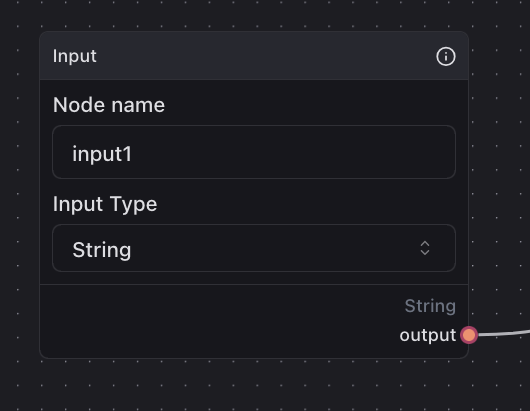 Input
Node name
input1
Input Type
String
String
output